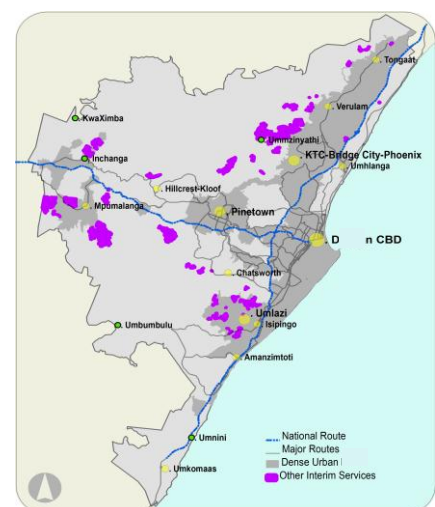 Tongaat
Verulam
KwaXimba
Ummzinyathi
KTC-Bridge City-Phoenix
Inchanga
Umhlanga
Hillcrest-Kloof
Mpumalanga
Pinetown
D n CBD
Chatsworth
Umlazi
Isipingo
Umbumbulu
Amanzimtoti
Umnini
Umkomaas
National Route
Major Routes
Dense Urban
Other Interim Services